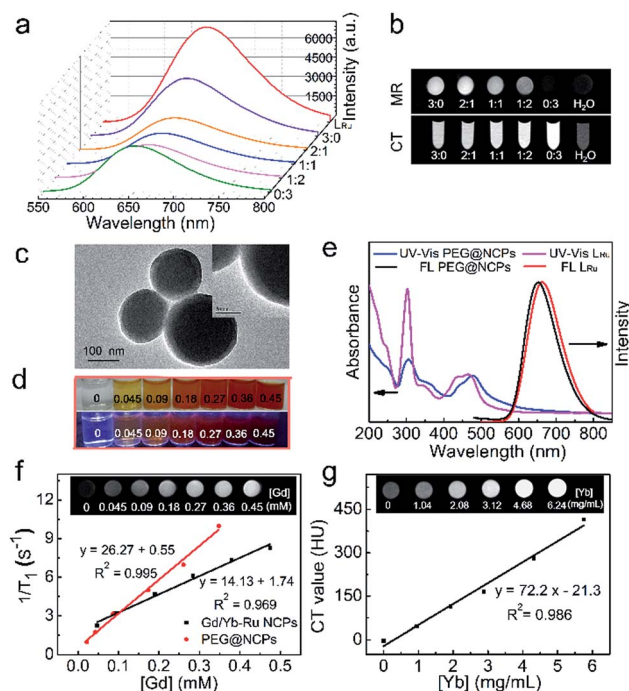 a
6000
4500
3000
1500
Intensity (a.u.)
LRu
3:0
2:1
1:1
1:2
0:3
550 600 650 700 750 800
Wavelength (nm)
b
MR
3:0 2:1 1:1 1:2 0:3 H2O
CT
3:0 2:1 1:1 1:2 0:3 H2O
c
100 nm
d
0 0.045 0.09 0.18 0.27 0.36 0.45
0 0.045 0.09 0.18 0.27 0.36 0.45
e
UV-Vis PEG@NCPs UV-Vis LRu
FL PEG@NCPs FL LRu
Absorbance
Intensity
200 300 400 500 600 700 800
Wavelength (nm)
f
[Gd]
0 0.045 0.09 0.18 0.27 0.36 0.45 (mM)
12
9
6
3
0
1/T1 (s-1)
y = 26.27 + 0.55
R2 = 0.995
y = 14.13 + 1.74
R2 = 0.969
Gd/Yb-Ru NCPs
PEG@NCPs
0.0 0.1 0.2 0.3 0.4 0.5
[Gd] (mM)
g
[Yb]
0 1.04 2.08 3.12 4.68 6.24 (mg/mL)
450
300
150
0
CT value (HU)
y = 72.2 x - 21.3
R2 = 0.986
0 1 2 3 4 5 6
[Yb] (mg/mL)